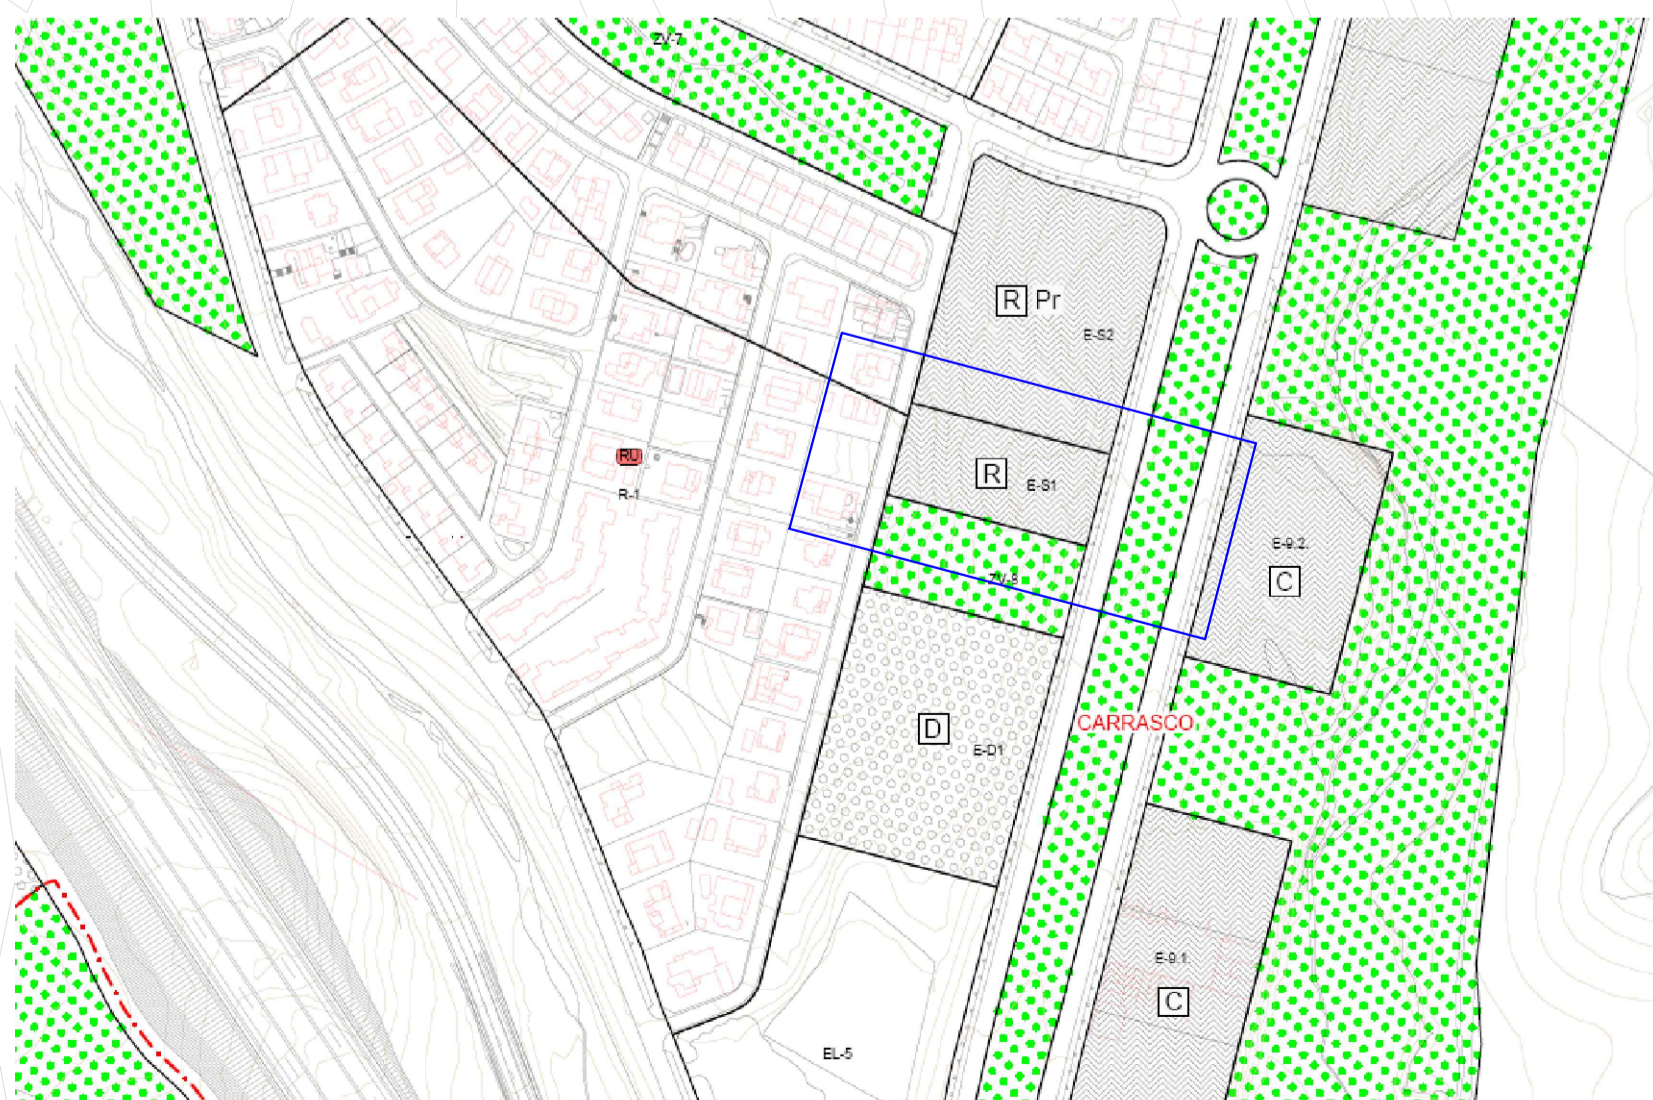 ZV-7
R Pr
E-S2
RU
R-1
R
E-S1
E-9.2.
C
ZV-8
D
E-D1
CARRASCO
E-9.1.
C
EL-5